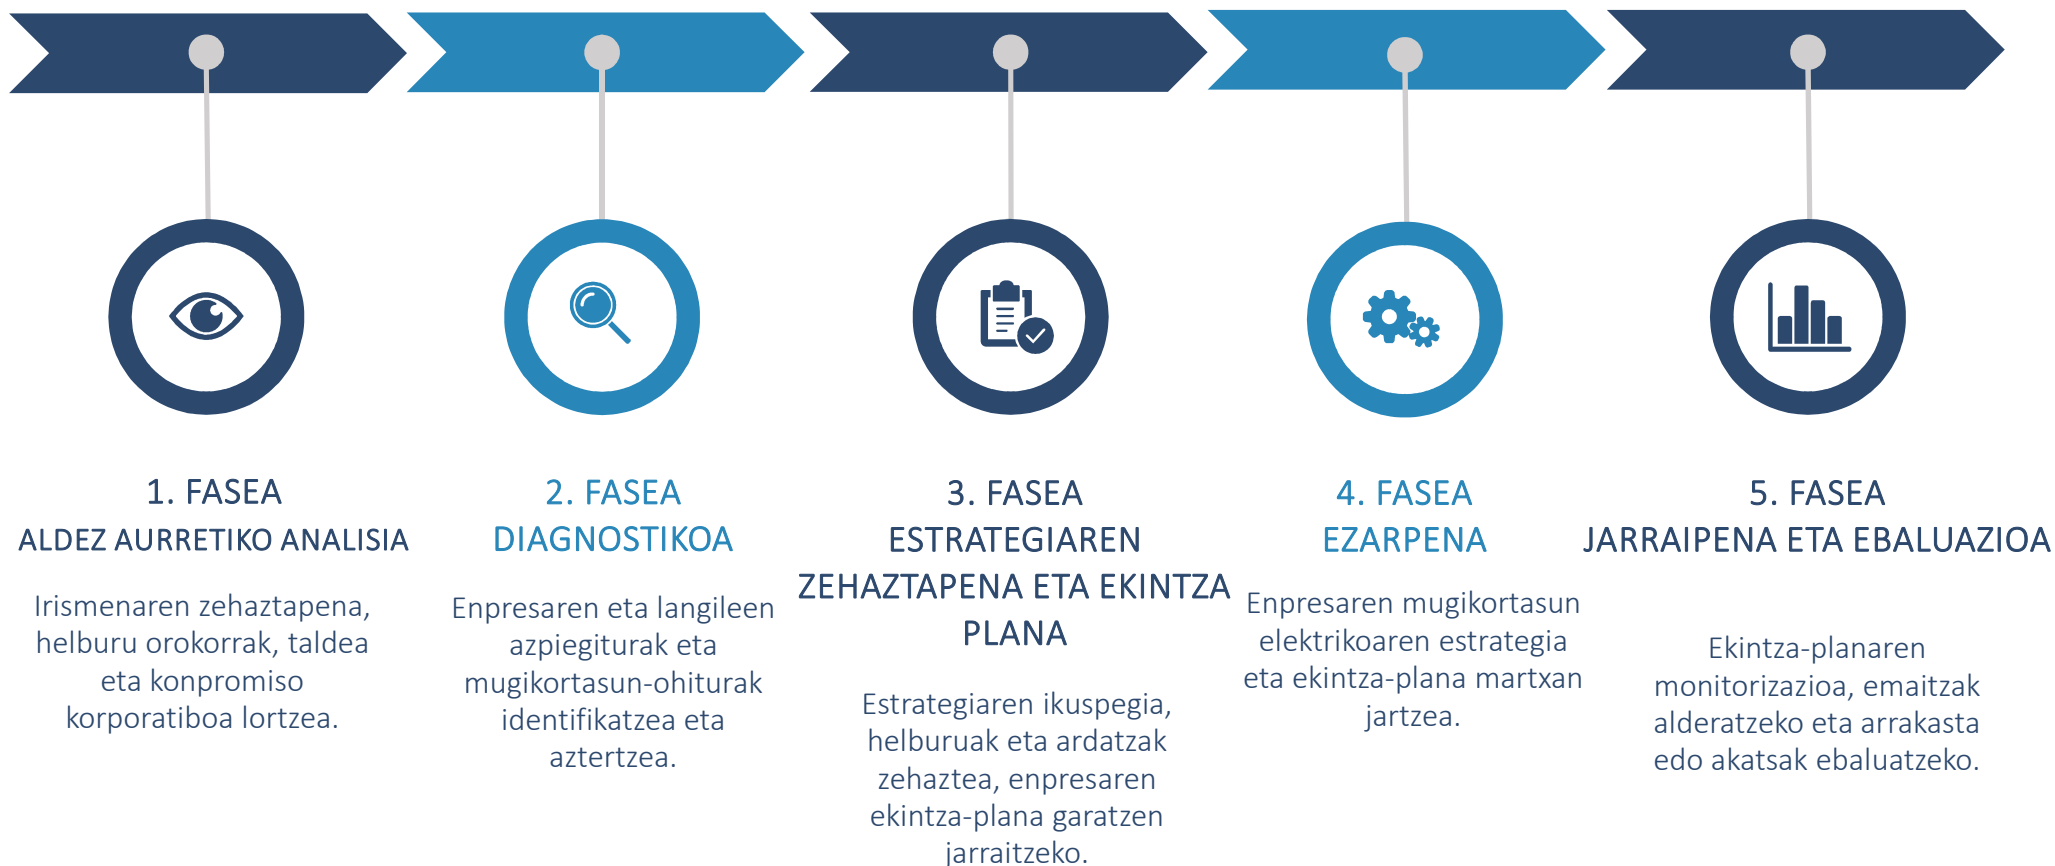 1. FASEA
ALDEZ AURRETIKO ANALISIA
Irismenaren zehaztapena,
helburu orokorrak, taldea
eta konpromiso
korporatiboa lortzea.
2. FASEA
DIAGNOSTIKOA
Enpresaren eta langileen
azpiegiturak eta
mugikortasun-ohiturak
identifikatzea eta
aztertzea.
3. FASEA
ESTRATEGIAREN
ZEHAZTAPENA ETA EKINTZA
PLANA
Estrategiaren ikuspegia,
helburuak eta ardatzak
zehaztea, enpresaren
ekintza-plana garatzen
jarraitzeko.
4. FASEA
EZARPENA
Enpresaren mugikortasun
elektrikoaren estrategia
eta ekintza-plana martxan
jartzea.
5. FASEA
JARRAIPENA ETA EBALUAZIOA
Ekintza-planaren
monitorizazioa, emaitzak
alderatzeko eta arrakasta
edo akatsak ebaluatzeko.